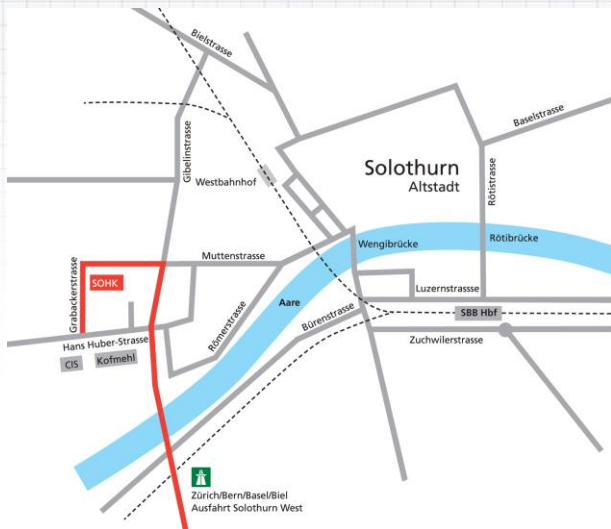 Bielstrasse
Baselstrasse
Gibelinstrasse
Solothurn
Altstadt
Rötistrasse
Westbahnhof
Wengibrücke
Rötibrücke
Muttenstrasse
Grabackerstrasse
SOHK
Luzernstrassse
Aare
Römerstrasse
Bürenstrasse
SBB Hbf
Hans Huber-Strasse
Zuchwilerstrasse
CIS
Kofmehl
Zürich/Bern/Basel/Biel
Ausfahrt Solothurn West